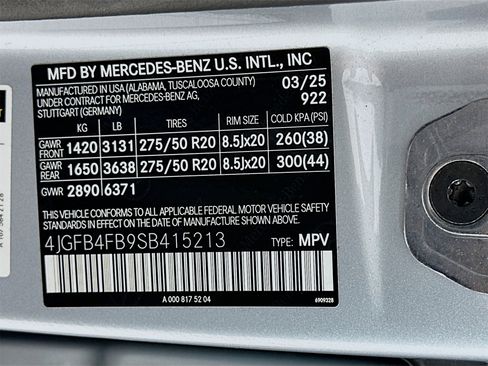 MFD BY MERCEDES-BENZ U.S. INTL., INC
MANUFACTURED IN USA (ALABAMA, TUSCALOOSA COUNTY) 03/25
UNDER CONTRACT FOR MERCEDES-BENZ AG, 922
STUTTGART (GERMANY)
KG LB TIRES RIM SIZE COLD KPA (PSI)
GAWR FRONT 1420 3131 275/50 R20 8.5Jx20 260(38)
GAWR REAR 1650 3638 275/50 R20 8.5Jx20 300(44)
GVWR 2890 6371
THIS VEHICLE CONFORMS TO ALL APPLICABLE FEDERAL MOTOR VEHICLE SAFETY
STANDARDS IN EFFECT ON THE DATE OF MANUFACTURE SHOWN ABOVE.
4JGFB4FB9SB415213 TYPE: MPV
A 000 817 52 04 6909328